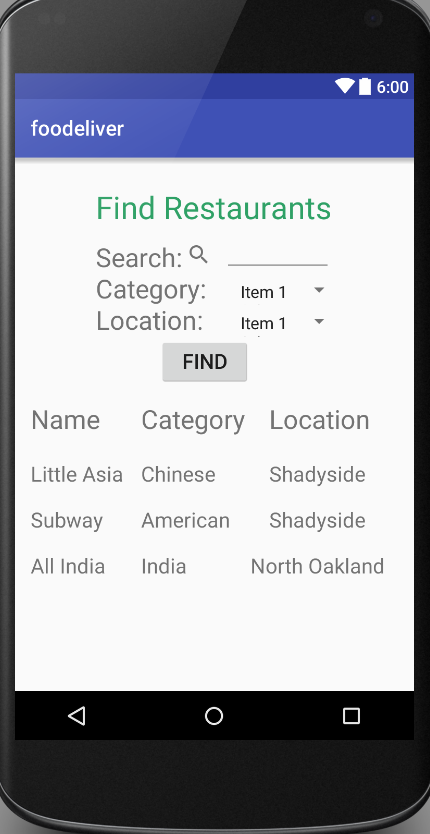 6:00
foodeliver
Find Restaurants
Search:
Category: Item 1
Location: Item 1
FIND
Name Category Location
Little Asia Chinese Shadyside
Subway American Shadyside
All India India North Oakland